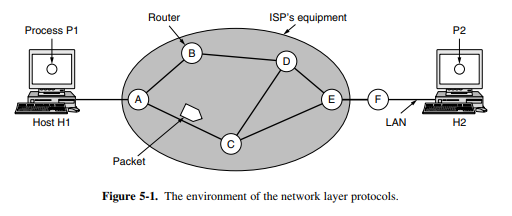 Router
ISP's equipment
Process P1
P2
B
D
A
E
F
C
Host H1
LAN
H2
Packet
Figure 5-1. The environment of the network layer protocols.